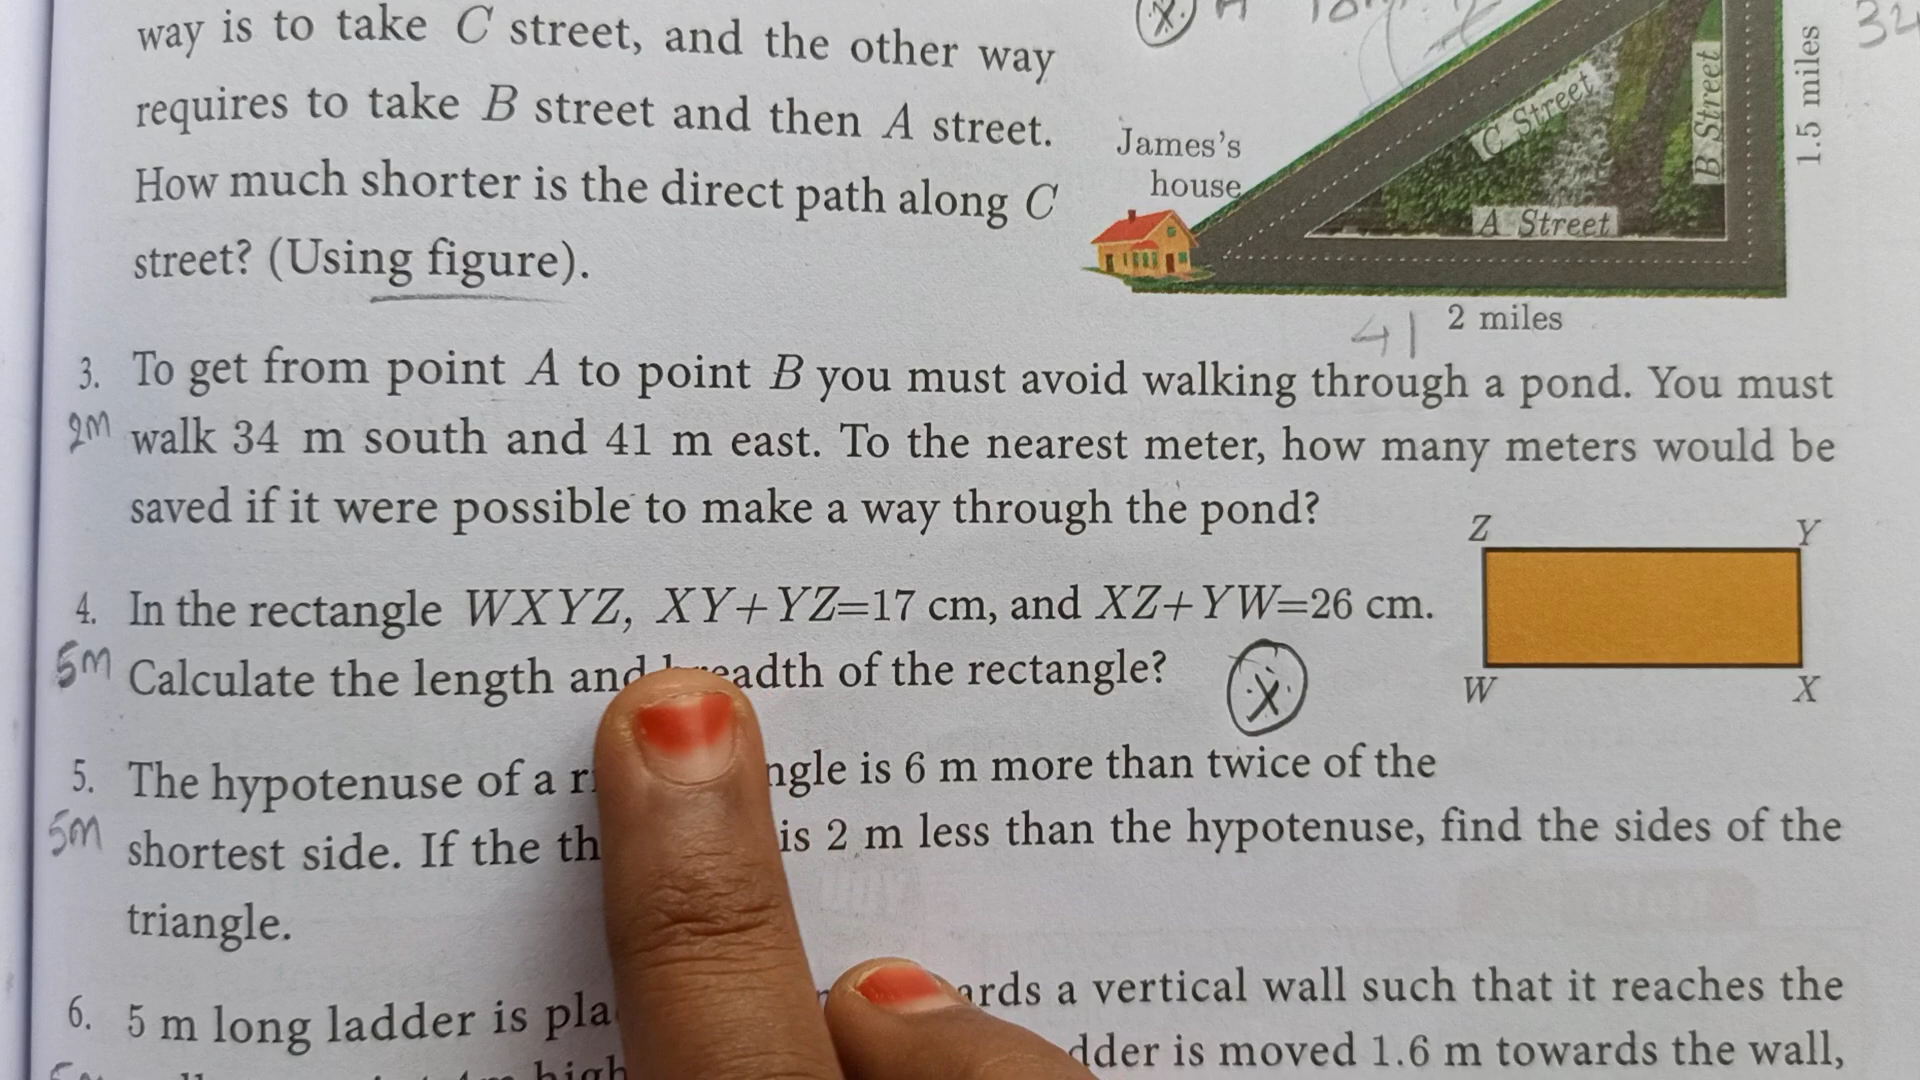 way is to take C street, and the other way
requires to take B street and then A street.
How much shorter is the direct path along C
street? (Using figure).
James's
house
C Street
B Street
A Street
1.5 miles
2 miles
41
34
3. To get from point A to point B you must avoid walking through a pond. You must
2M walk 34 m south and 41 m east. To the nearest meter, how many meters would be
saved if it were possible to make a way through the pond?
4. In the rectangle WXYZ, XY+YZ=17 cm, and XZ+YW=26 cm.
5M Calculate the length and of the rectangle?
Z
Y
W
X
5. The hypotenuse of a is 6 m more than twice of the
5M shortest side. If the is 2 m less than the hypotenuse, find the sides of the
triangle.
6. 5 m long ladder is a vertical wall such that it reaches the
is moved 1.6 m towards the wall,